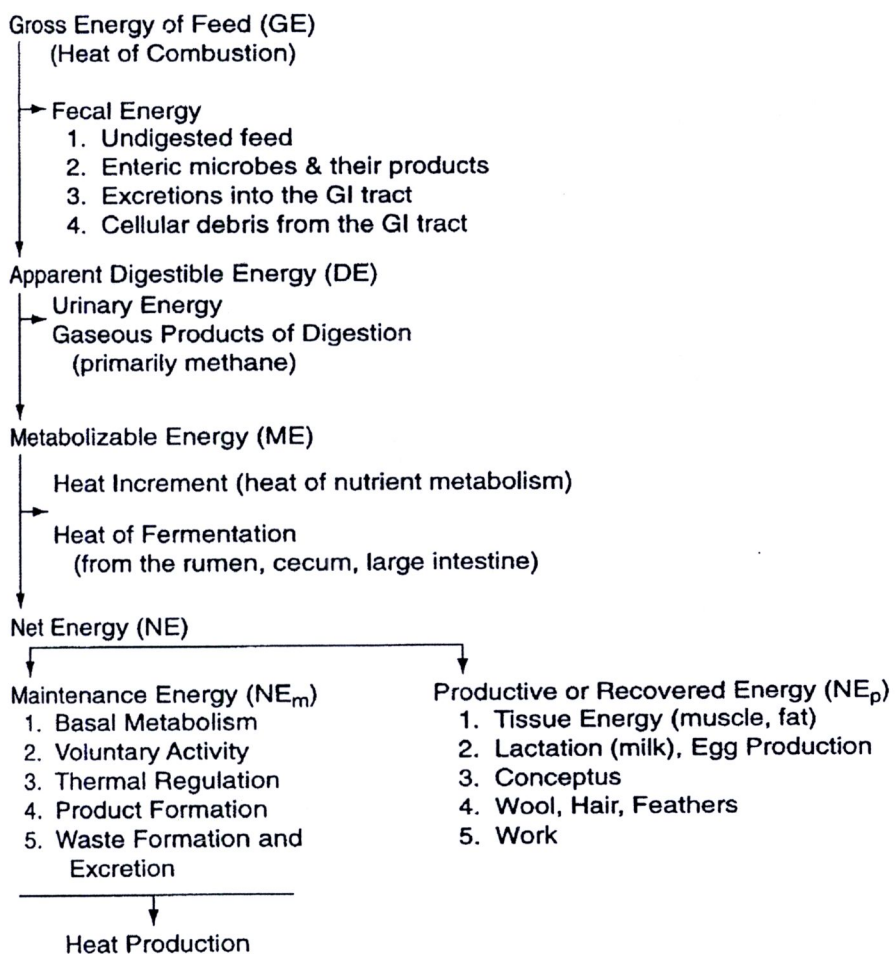 Gross Energy of Feed (GE)
(Heat of Combustion)
Fecal Energy
1. Undigested feed
2. Enteric microbes & their products
3. Excretions into the GI tract
4. Cellular debris from the GI tract
Apparent Digestible Energy (DE)
Urinary Energy
Gaseous Products of Digestion
(primarily methane)
Metabolizable Energy (ME)
Heat Increment (heat of nutrient metabolism)
Heat of Fermentation
(from the rumen, cecum, large intestine)
Net Energy (NE)
Maintenance Energy (NEm)
1. Basal Metabolism
2. Voluntary Activity
3. Thermal Regulation
4. Product Formation
5. Waste Formation and
Excretion
Heat Production
Productive or Recovered Energy (NEp)
1. Tissue Energy (muscle, fat)
2. Lactation (milk), Egg Production
3. Conceptus
4. Wool, Hair, Feathers
5. Work